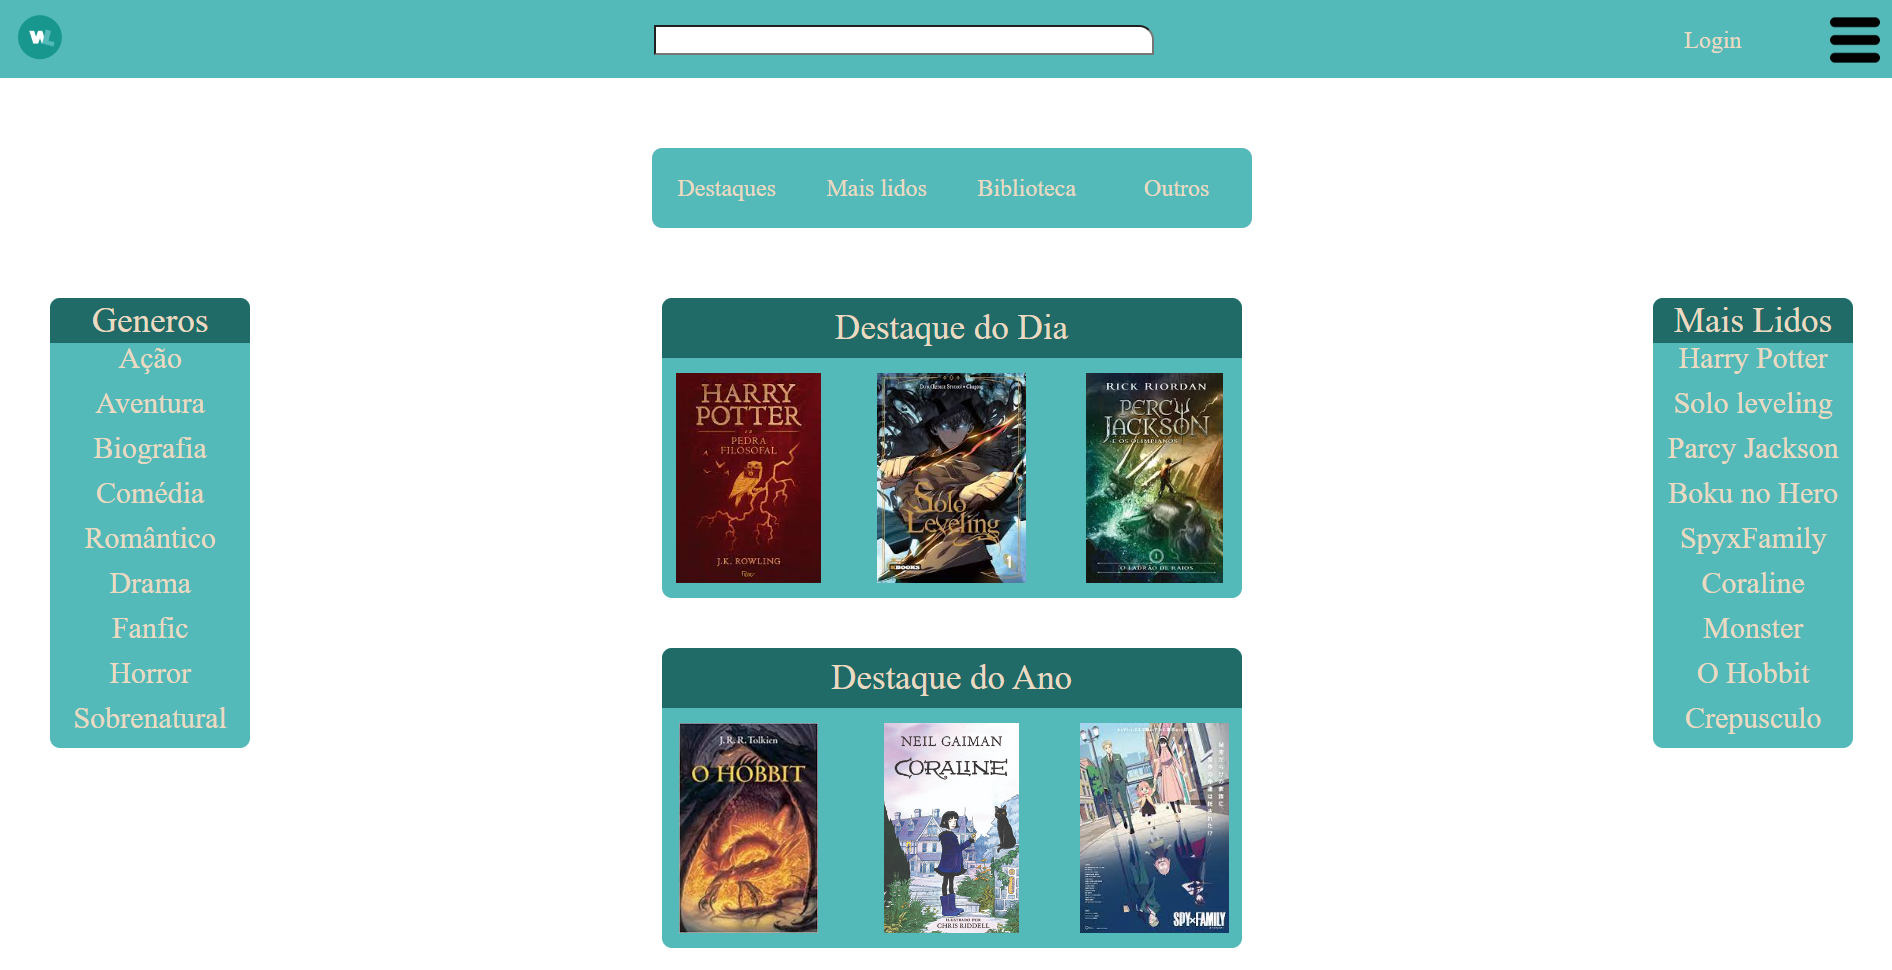 WL
Login
Destaques
Mais lidos
Biblioteca
Outros
Generos
Ação
Aventura
Biografia
Comédia
Romântico
Drama
Fanfic
Horror
Sobrenatural
Destaque do Dia
HARRY
POTTER
E A
PEDRA
FILOSOFAL
J.K. ROWLING
Solo
Leveling
1
RICK RIORDAN
PERCY
JACKSON
E OS OLIMPIANOS
I
O LADRÃO DE RAIOS
Destaque do Ano
J. R. R. Tolkien
O HOBBIT
NEIL GAIMAN
CORALINE
ILUSTRADO POR
CHRIS RIDDELL
SPY×FAMILY
Mais Lidos
Harry Potter
Solo leveling
Parcy Jackson
Boku no Hero
SpyxFamily
Coraline
Monster
O Hobbit
Crepusculo